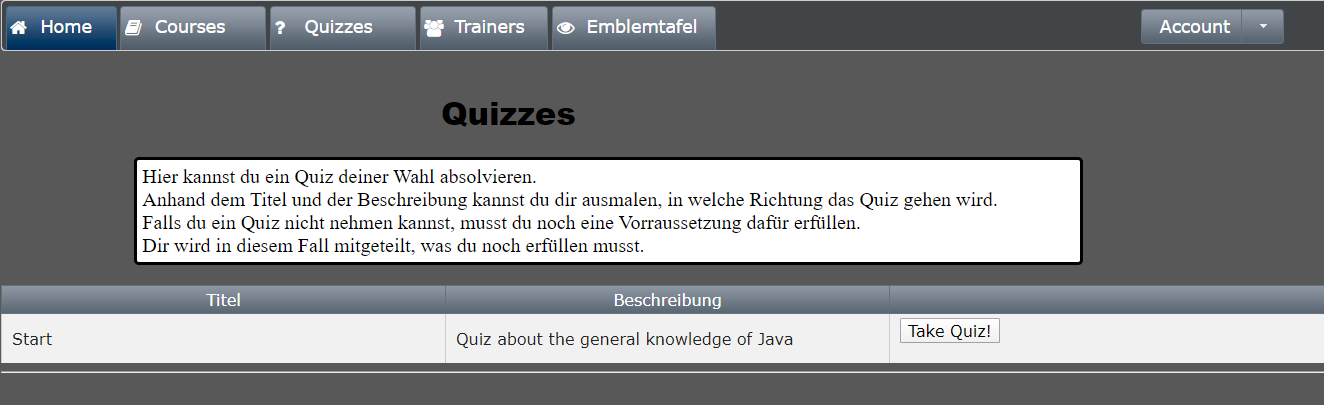 Home Courses Quizzes Trainers Emblemtafel Account
Quizzes
Hier kannst du ein Quiz deiner Wahl absolvieren.
Anhand dem Titel und der Beschreibung kannst du dir ausmalen, in welche Richtung das Quiz gehen wird.
Falls du ein Quiz nicht nehmen kannst, musst du noch eine Vorraussetzung dafür erfüllen.
Dir wird in diesem Fall mitgeteilt, was du noch erfüllen musst.
Titel Beschreibung
Start Quiz about the general knowledge of Java Take Quiz!